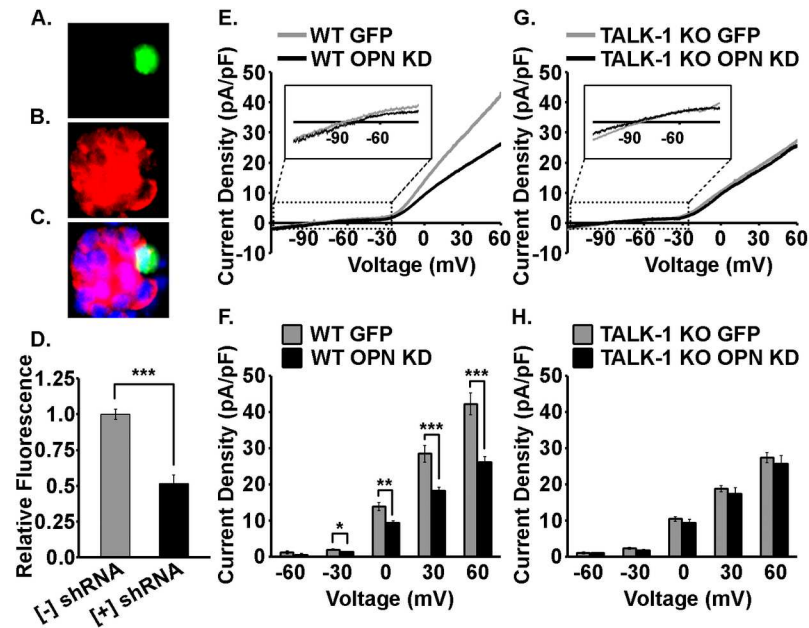 A.
B.
C.
D.
Relative Fluorescence
1.25
1.0
0.75
0.5
0.25
0
***
[-] shRNA
[+] shRNA
E.
WT GFP
WT OPN KD
Current Density (pA/pF)
50
40
30
20
10
0
-10
-90
-60
-90
-60
-30
0
30
60
Voltage (mV)
F.
WT GFP
WT OPN KD
Current Density (pA/pF)
50
40
30
20
10
0
*
**
***
***
-60
-30
0
30
60
Voltage (mV)
G.
TALK-1 KO GFP
TALK-1 KO OPN KD
Current Density (pA/pF)
50
40
30
20
10
0
-10
-90
-60
-90
-60
-30
0
30
60
Voltage (mV)
H.
TALK-1 KO GFP
TALK-1 KO OPN KD
Current Density (pA/pF)
50
40
30
20
10
0
-60
-30
0
30
60
Voltage (mV)